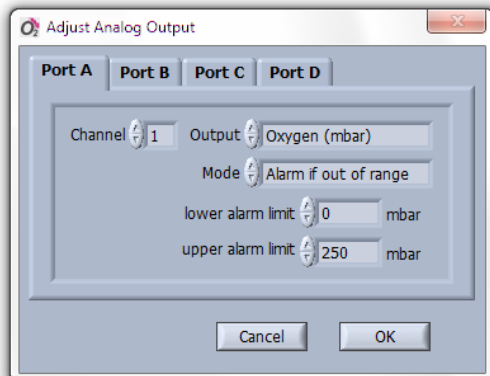 O2 Adjust Analog Output
Port A Port B Port C Port D
Channel 1 Output Oxygen (mbar)
Mode Alarm if out of range
lower alarm limit 0 mbar
upper alarm limit 250 mbar
Cancel OK